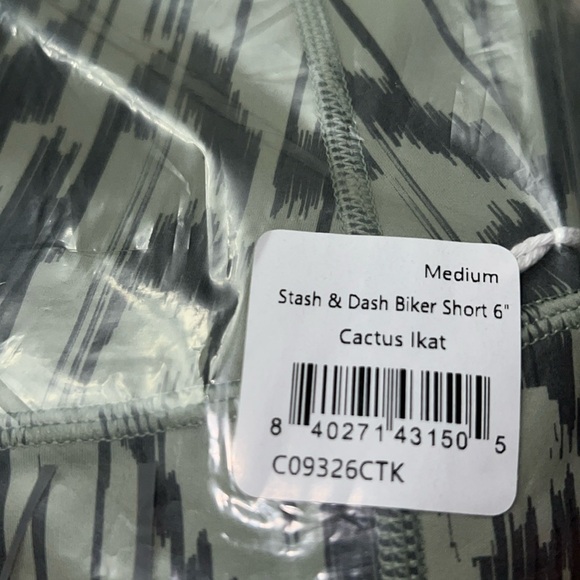 Medium
Stash & Dash Biker Short 6"
Cactus Ikat
8 40271 43150 5
C09326CTK